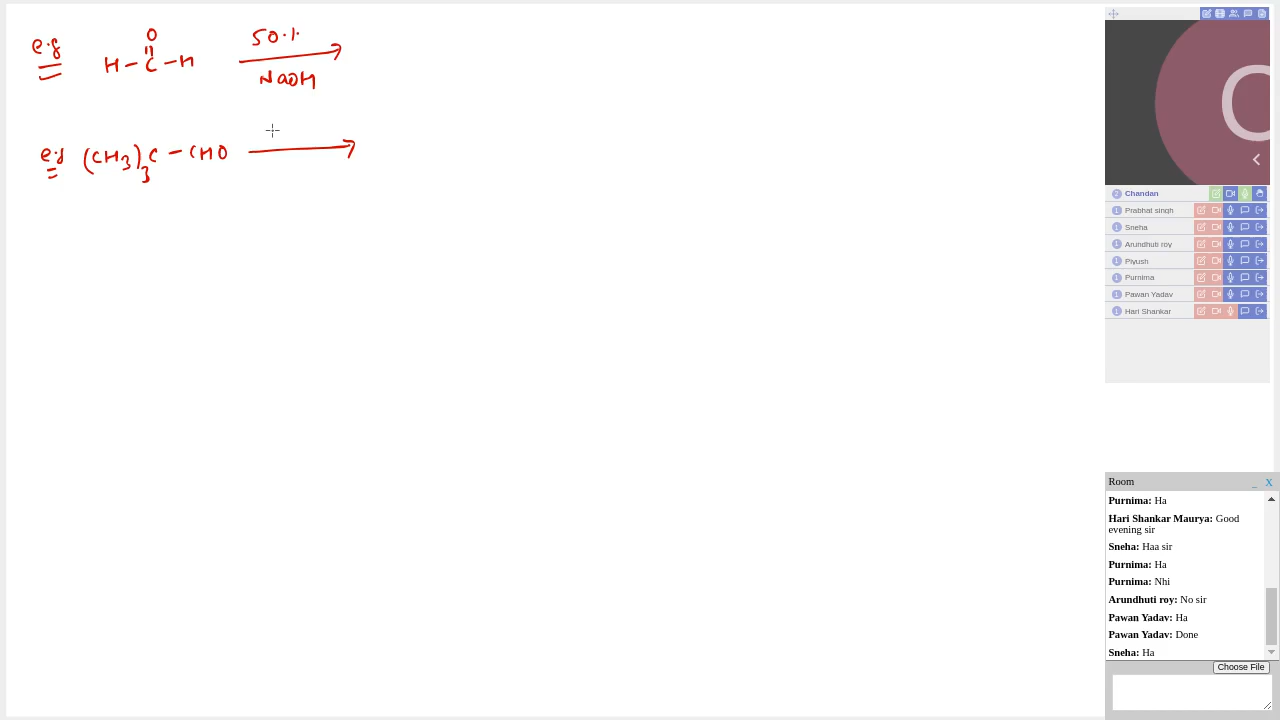 e.g
O
||
H - C - H
50 %
NaOH
e.g (CH3)3 C - CHO
C
Chandan
Prabhat singh
Sneha
Arundhuti roy
Piyush
Purnima
Pawan Yadav
Hari Shankar
Room
_ X
Purnima: Ha
Hari Shankar Maurya: Good
evening sir
Sneha: Haa sir
Purnima: Ha
Purnima: Nhi
Arundhuti roy: No sir
Pawan Yadav: Ha
Pawan Yadav: Done
Sneha: Ha
Choose File